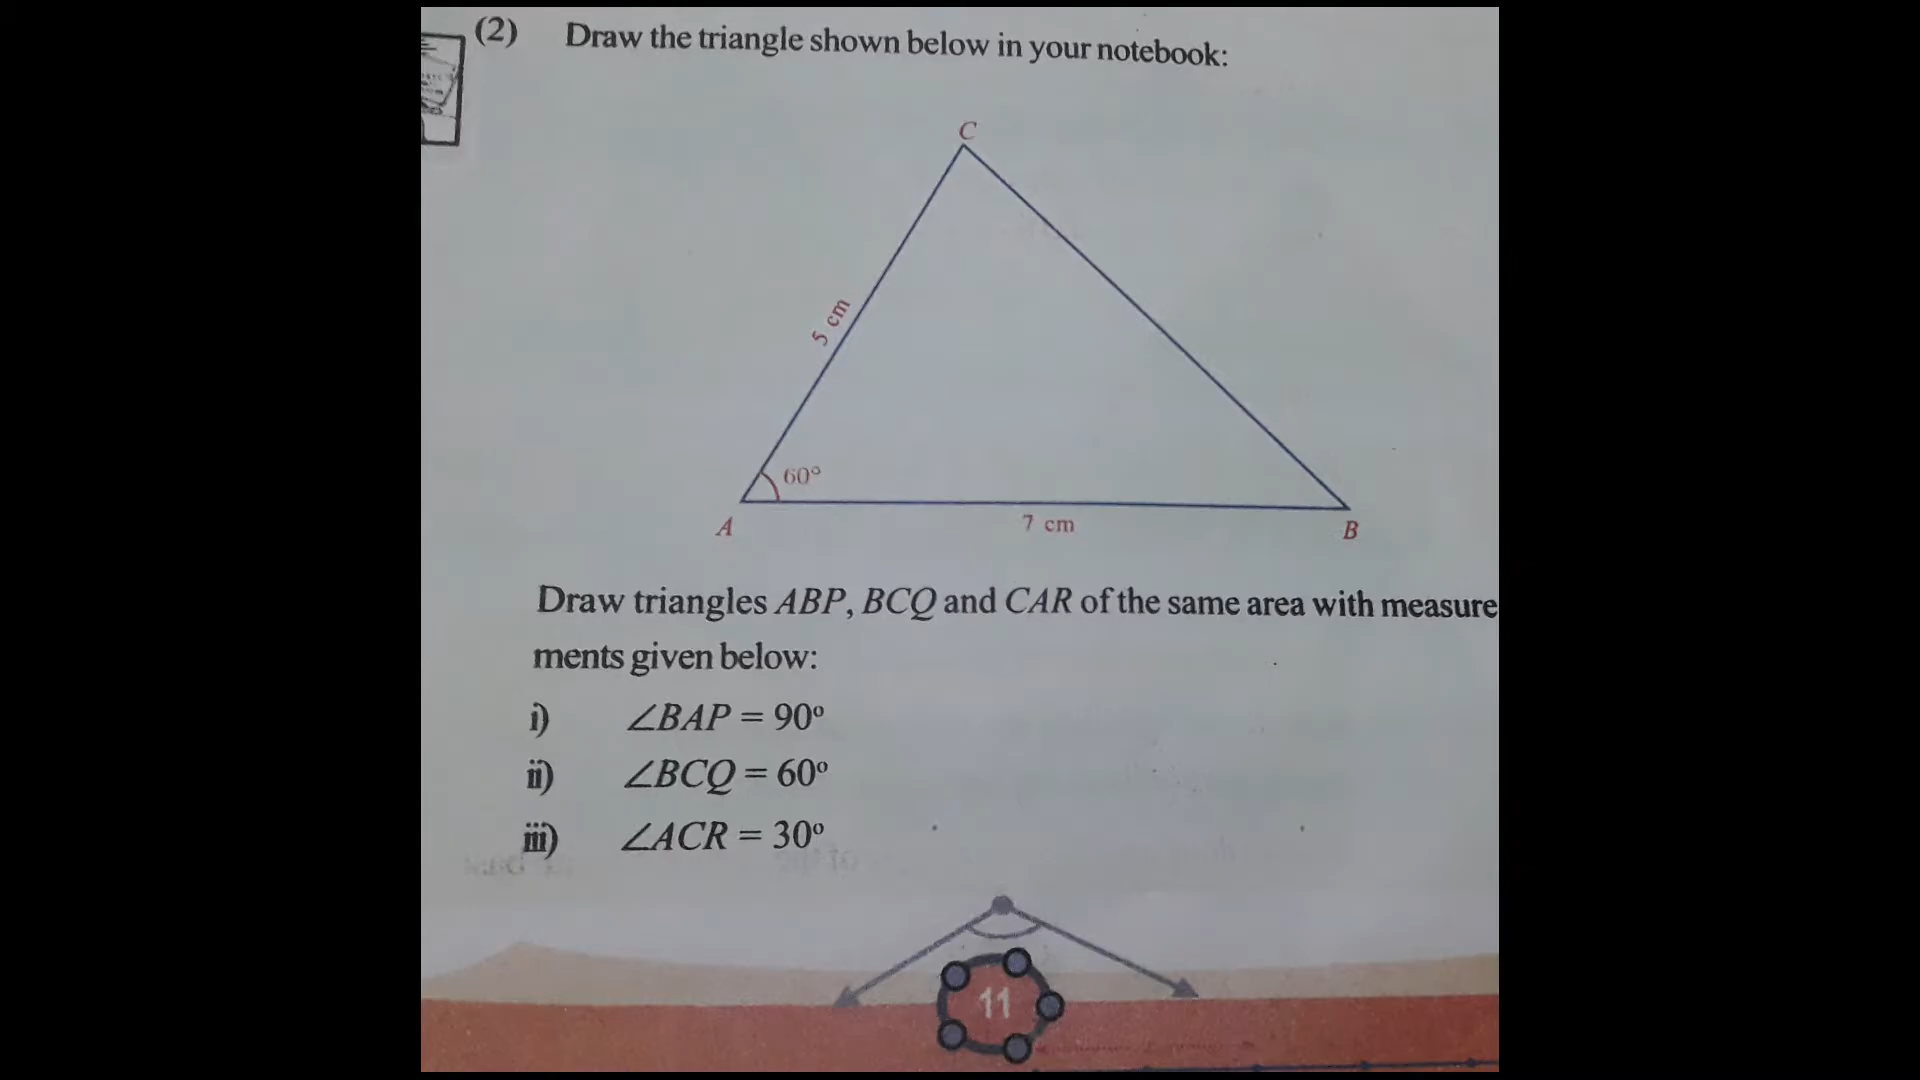 (2) Draw the triangle shown below in your notebook:
C
5 cm
60°
A
7 cm
B
Draw triangles ABP, BCQ and CAR of the same area with measure
ments given below:
i) ∠BAP = 90°
ii) ∠BCQ = 60°
iii) ∠ACR = 30°
11